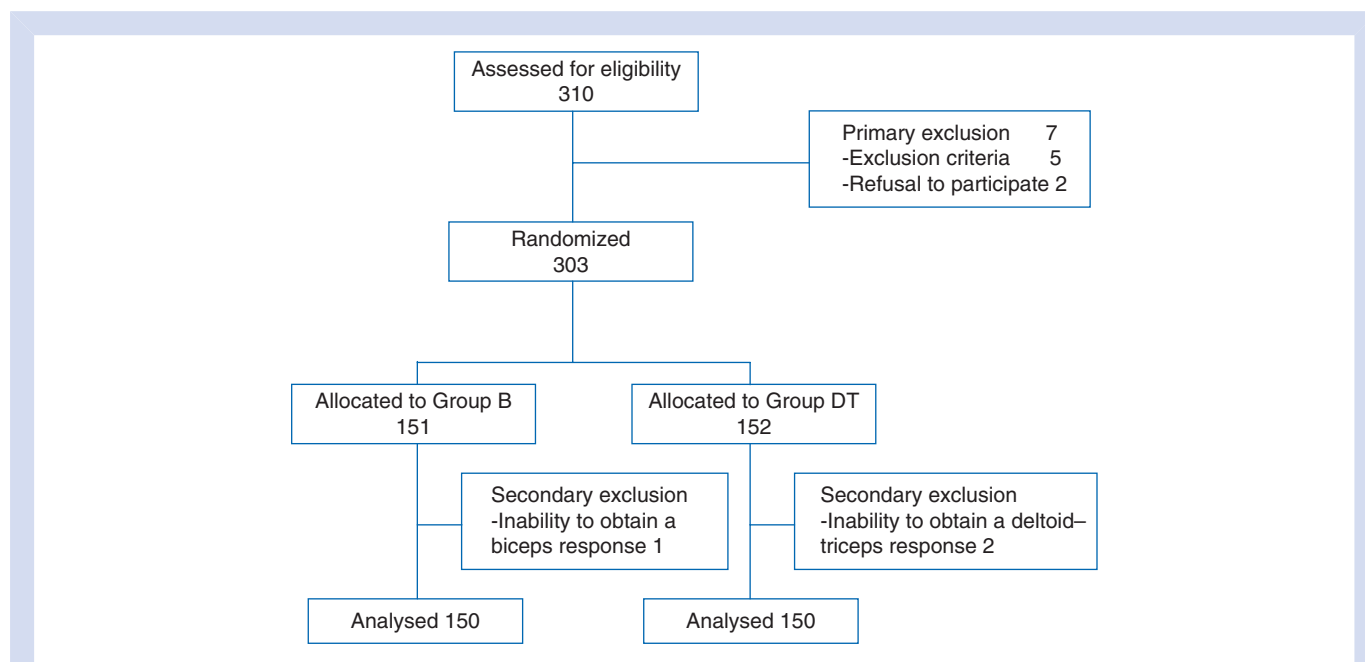 Assessed for eligibility
310
Primary exclusion 7
-Exclusion criteria 5
-Refusal to participate 2
Randomized
303
Allocated to Group B
151
Allocated to Group DT
152
Secondary exclusion
-Inability to obtain a
biceps response 1
Secondary exclusion
-Inability to obtain a deltoid–
triceps response 2
Analysed 150
Analysed 150